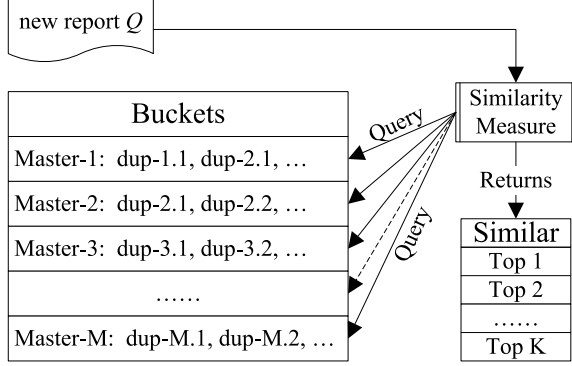 new report Q
Similarity
Measure
Query
Query
Returns
Buckets
Master-1: dup-1.1, dup-2.1, ...
Master-2: dup-2.1, dup-2.2, ...
Master-3: dup-3.1, dup-3.2, ...
......
Master-M: dup-M.1, dup-M.2, ...
Similar
Top 1
Top 2
......
Top K